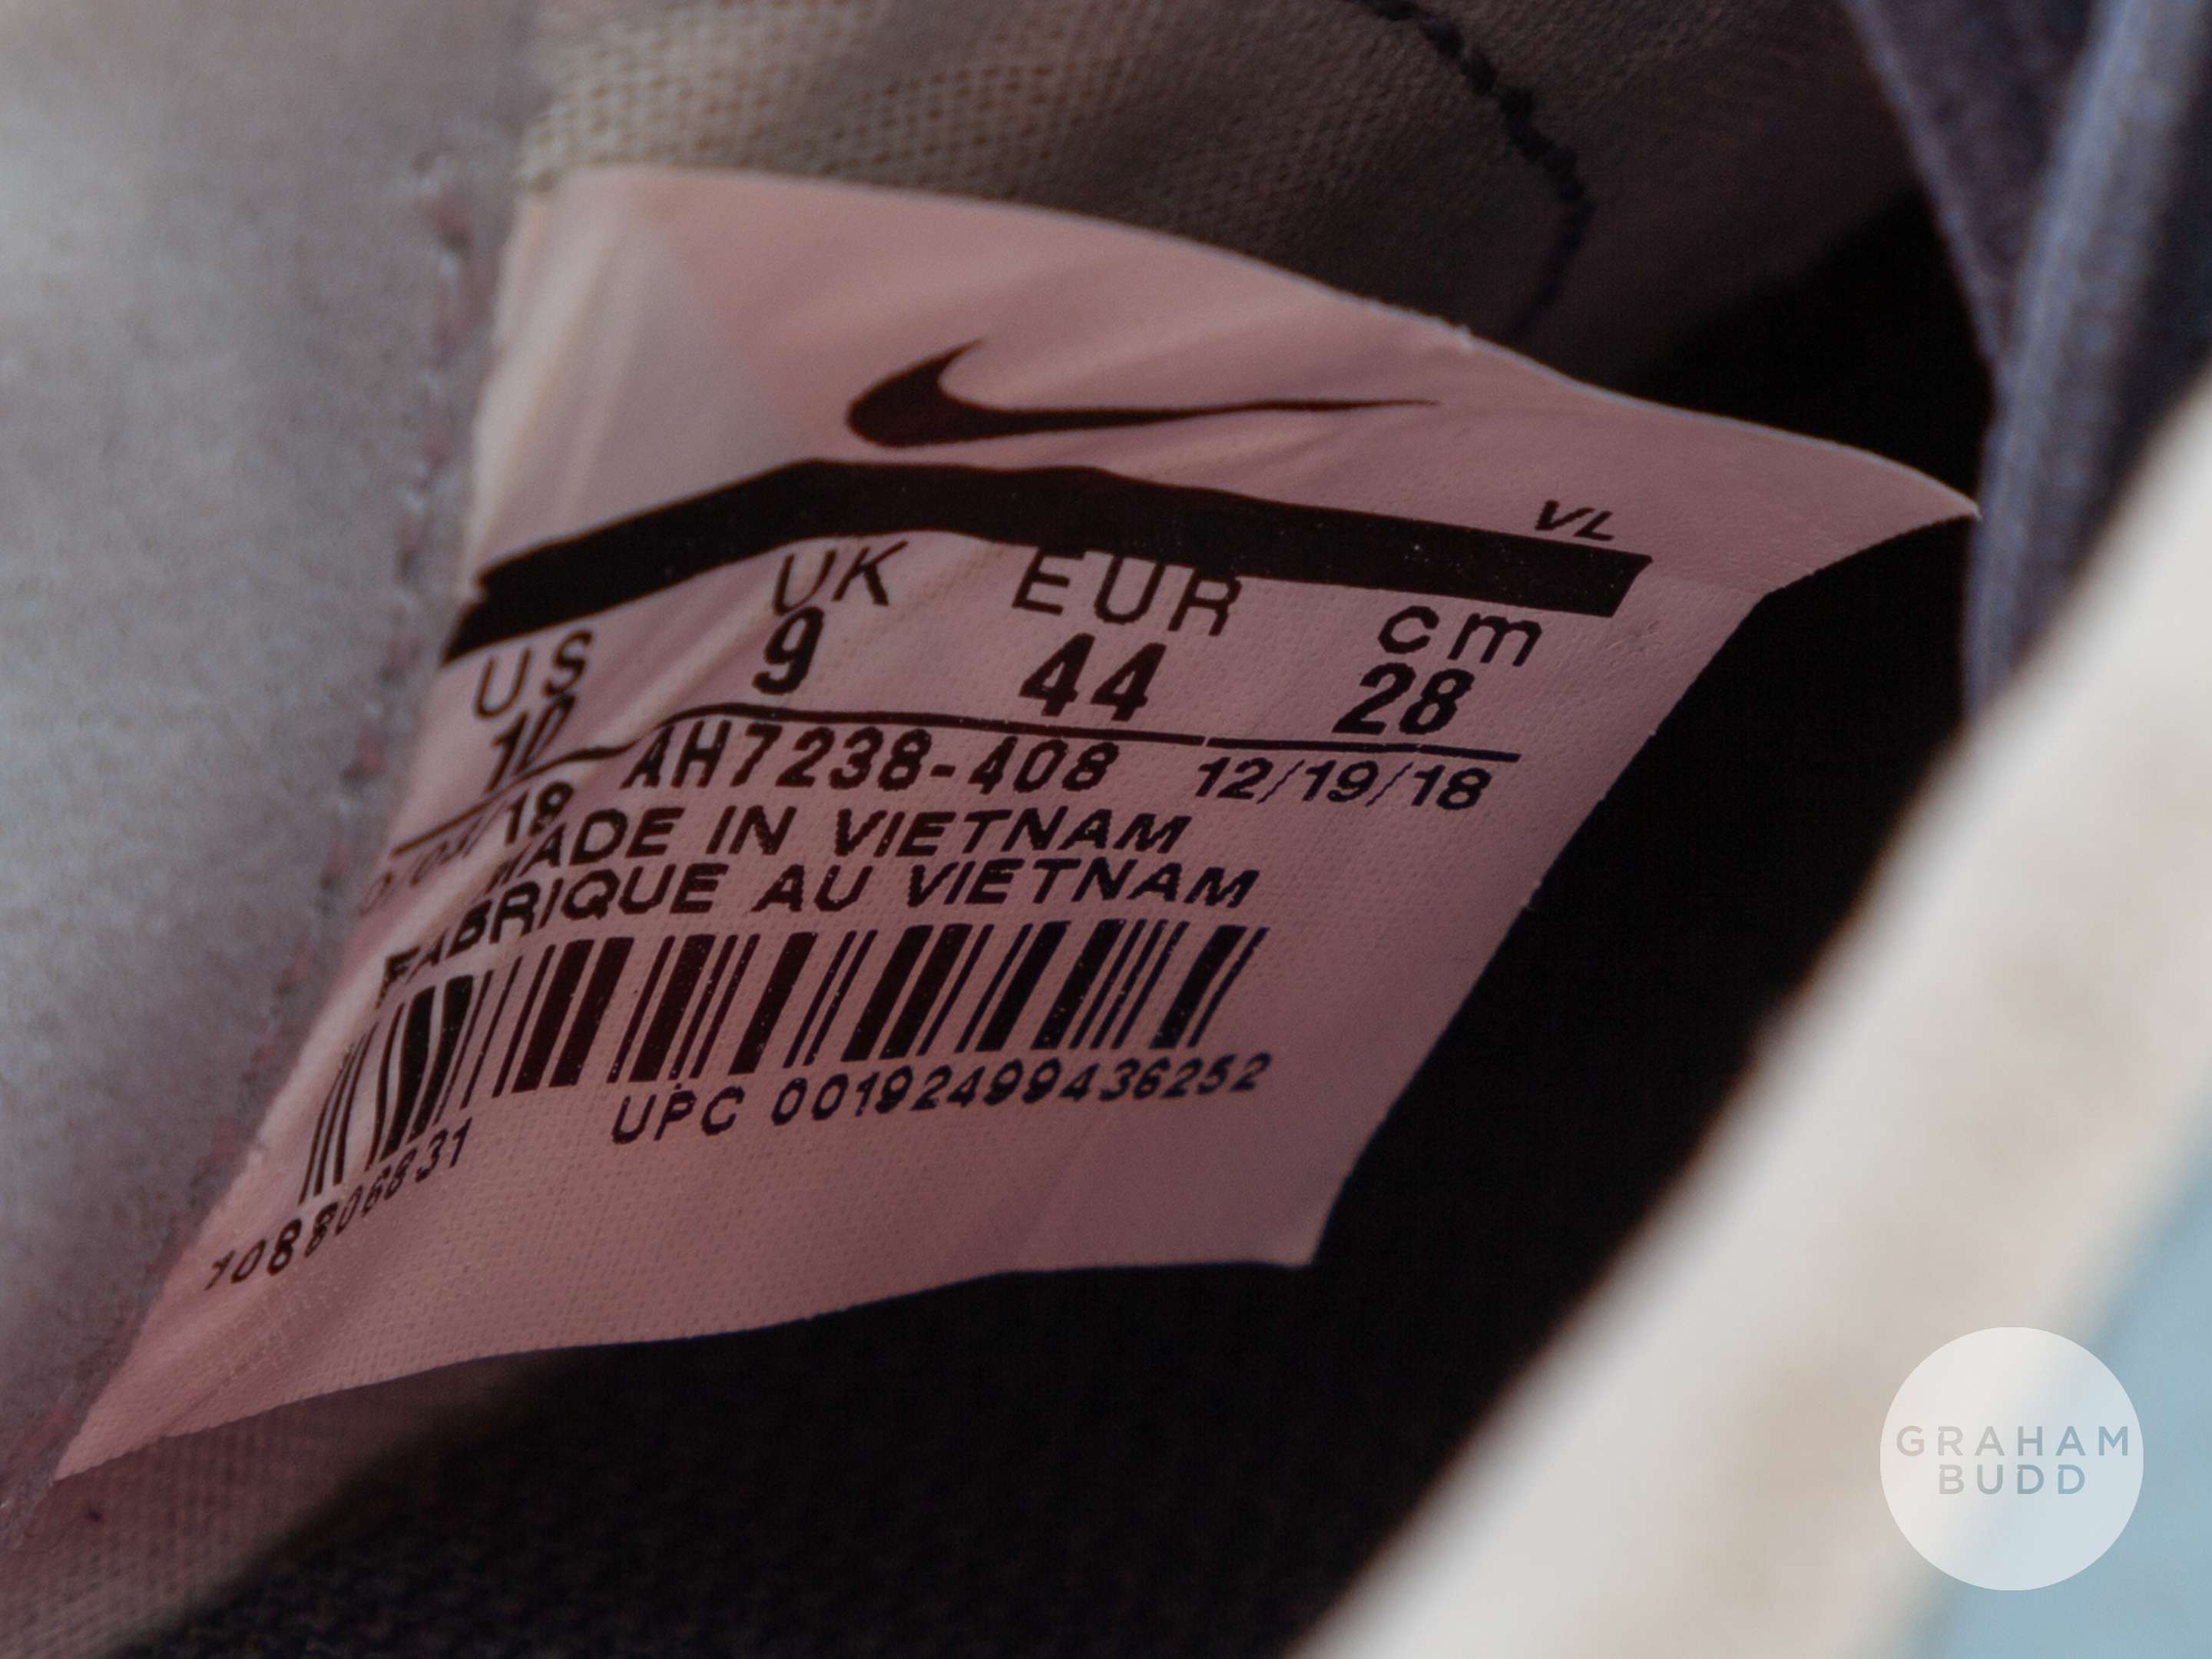 VL
US UK EUR cm
10 9 44 28
AH7238-408 12/19/18
MADE IN VIETNAM
FABRIQUE AU VIETNAM
UPC 00192499436252
7088068831
GRAHAM
BUDD